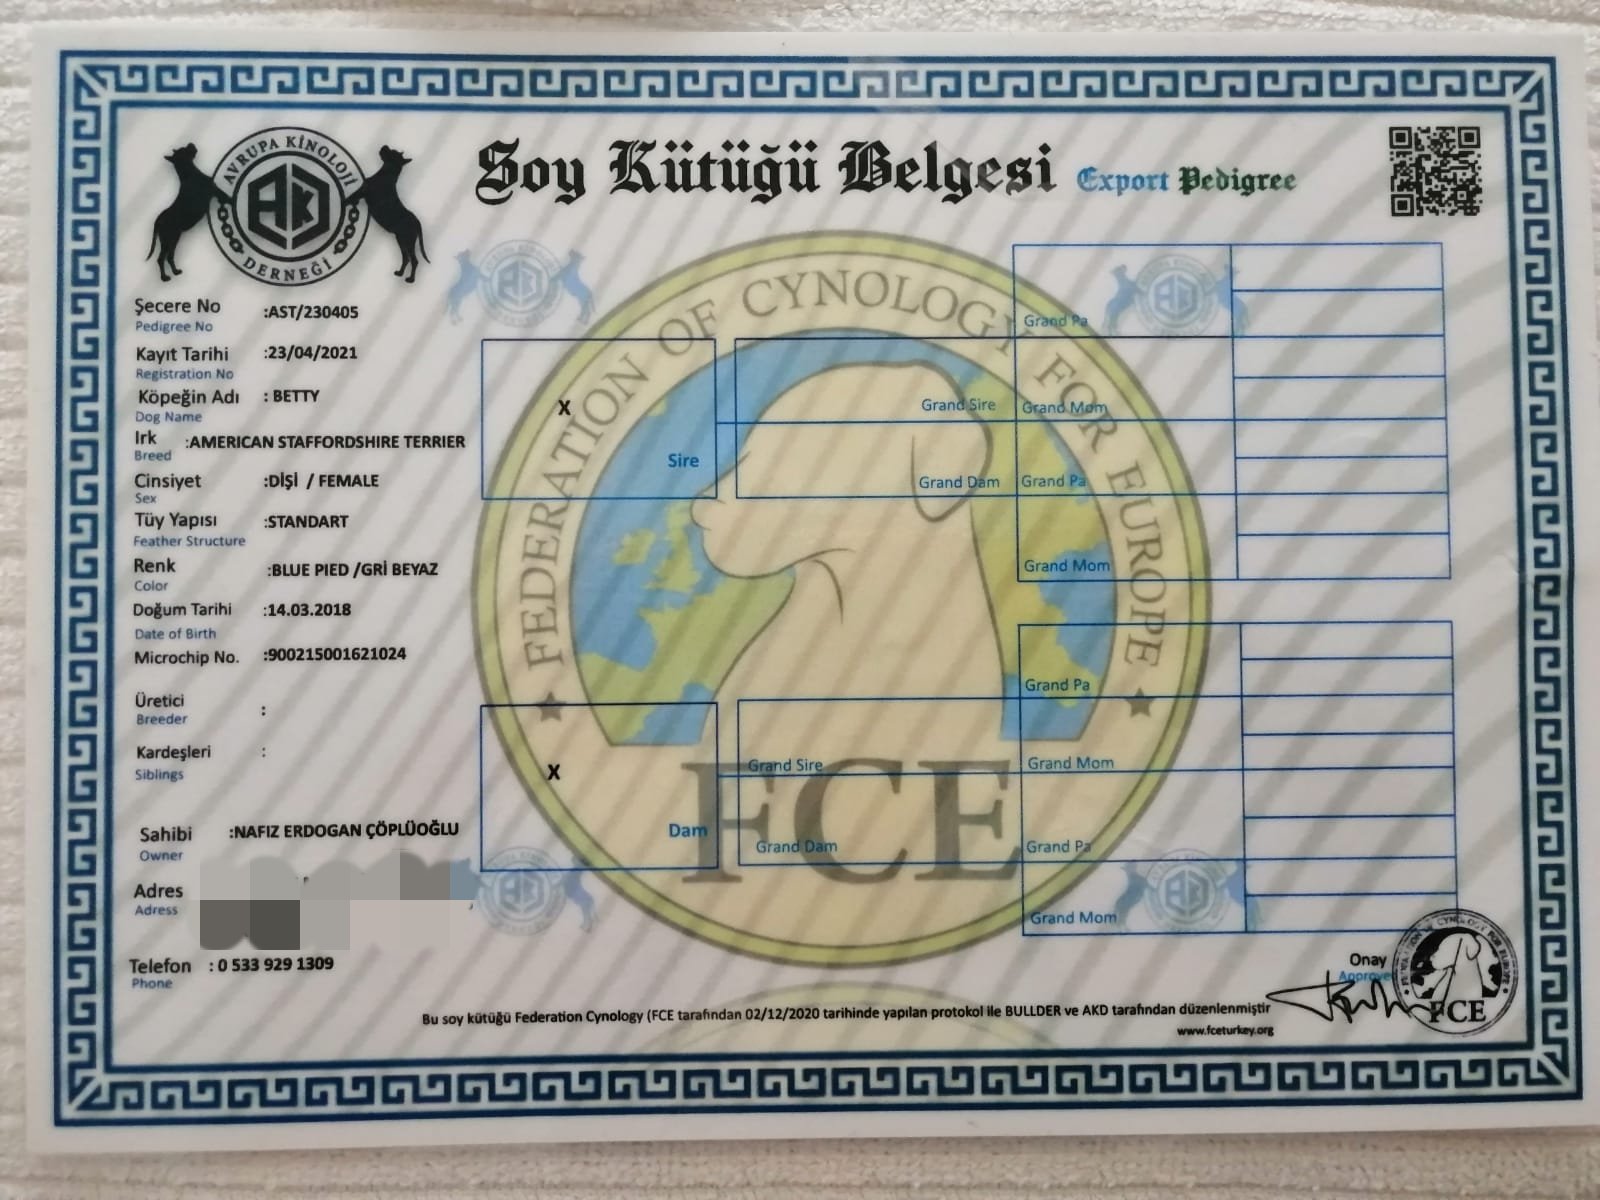 AVRUPA KİNOLOJİ
DERNEĞİ
Soy Kütüğü Belgesi Export Pedigree
FEDERATION OF CYNOLOGY FOR EUROPE
FCE
Şecere No :AST/230405
Pedigree No
Kayıt Tarihi :23/04/2021
Registration No
Köpeğin Adı : BETTY
Dog Name
Irk :AMERICAN STAFFORDSHIRE TERRIER
Breed
Cinsiyet :DİŞİ / FEMALE
Sex
Tüy Yapısı :STANDART
Feather Structure
Renk :BLUE PIED /GRİ BEYAZ
Color
Doğum Tarihi :14.03.2018
Date of Birth
Microchip No. :900215001621024
Üretici :
Breeder
Kardeşleri :
Siblings
Sahibi :NAFIZ ERDOGAN ÇÖPLÜOĞLU
Owner
Adres
Adress
Telefon : 0 533 929 1309
Phone
X
Sire
Grand Sire
Grand Dam
Grand Pa
Grand Mom
Grand Pa
Grand Mom
X
Dam
Grand Sire
Grand Dam
Grand Pa
Grand Mom
Grand Pa
Grand Mom
Onay
Approve
FCE
Bu soy kütüğü Federation Cynology (FCE tarafından 02/12/2020 tarihinde yapılan protokol ile BULLDER ve AKD tarafından düzenlenmiştir
www.fceturkey.org